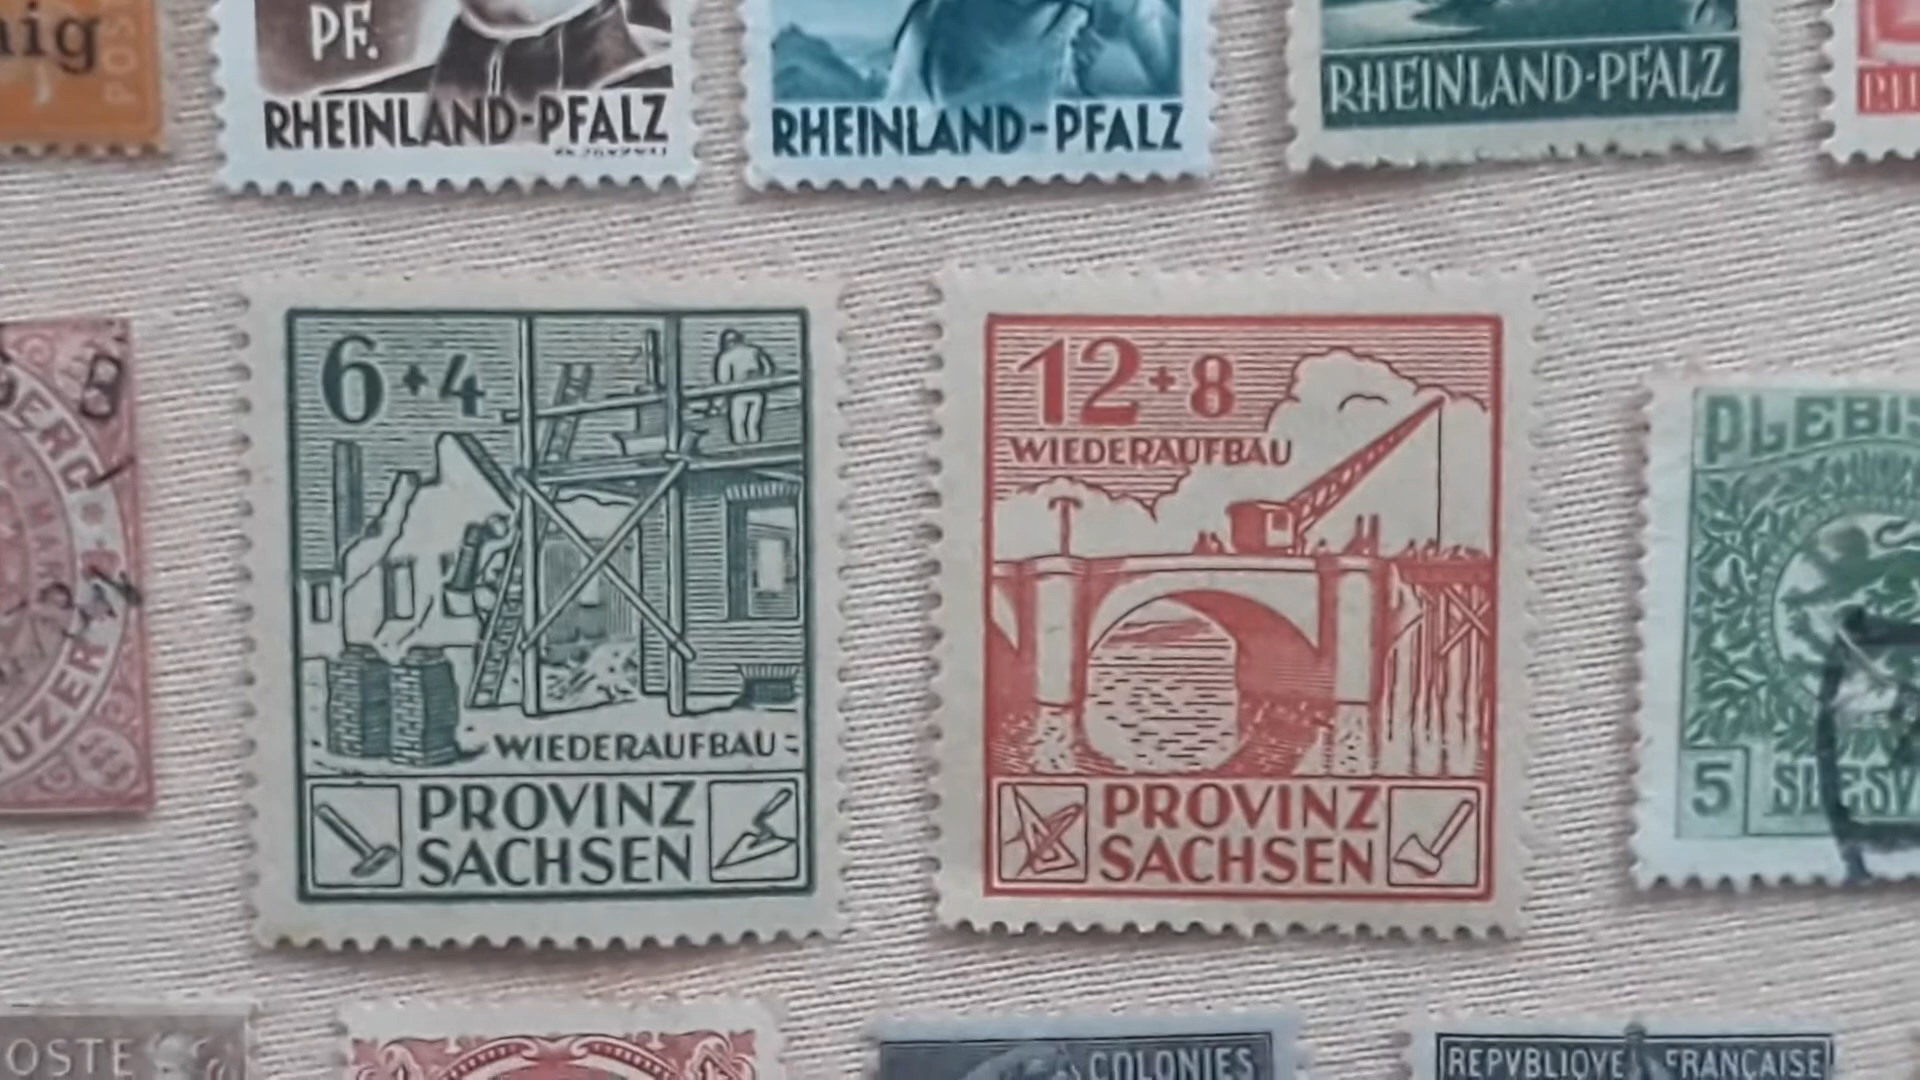 PF.
RHEINLAND-PFALZ
RHEINLAND-PFALZ
RHEINLAND-PFALZ
6+4
WIEDERAUFBAU
PROVINZ
SACHSEN
12+8
WIEDERAUFBAU
PROVINZ
SACHSEN
5
COLONIES
REPVBLIQVE FRANÇAISE